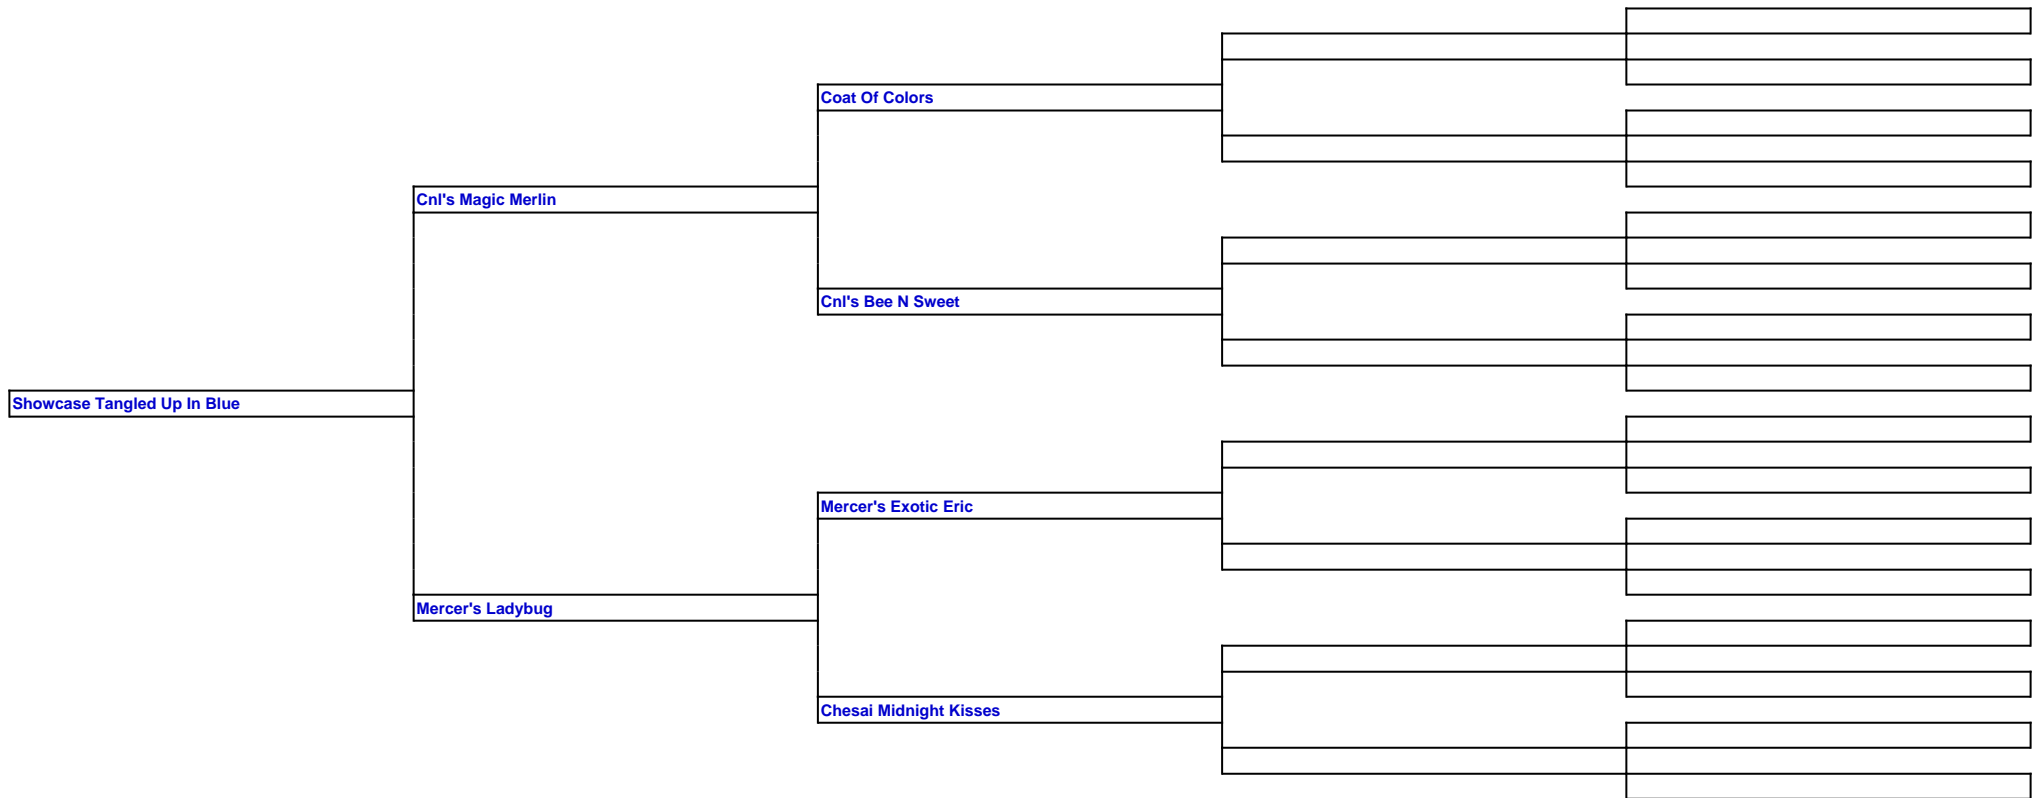 Coat Of Colors
Cnl's Magic Merlin
Cnl's Bee N Sweet
Showcase Tangled Up In Blue
Mercer's Exotic Eric
Mercer's Ladybug
Chesai Midnight Kisses